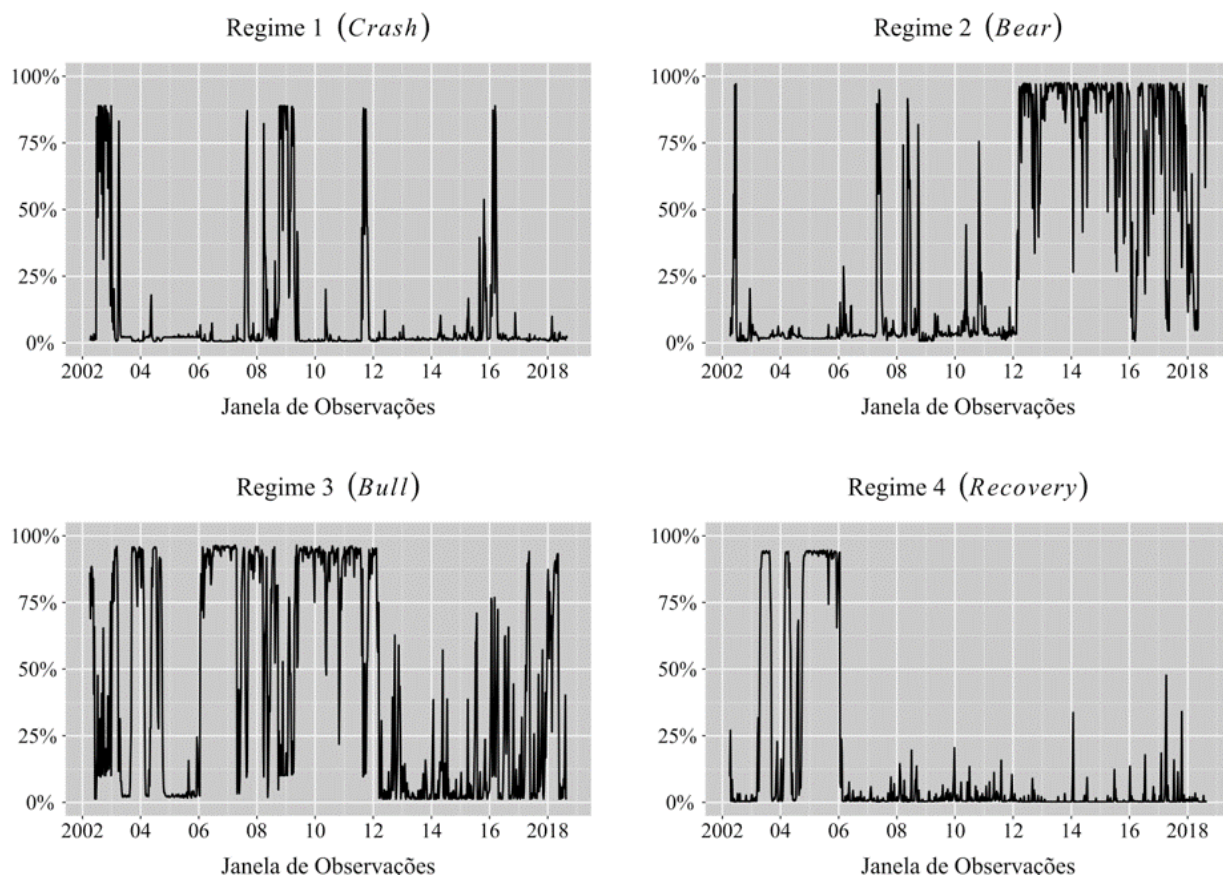 Regime 1 (Crash)
100%
75%
50%
25%
0%
2002 04 06 08 10 12 14 16 2018
Janela de Observações
Regime 2 (Bear)
100%
75%
50%
25%
0%
2002 04 06 08 10 12 14 16 2018
Janela de Observações
Regime 3 (Bull)
100%
75%
50%
25%
0%
2002 04 06 08 10 12 14 16 2018
Janela de Observações
Regime 4 (Recovery)
100%
75%
50%
25%
0%
2002 04 06 08 10 12 14 16 2018
Janela de Observações